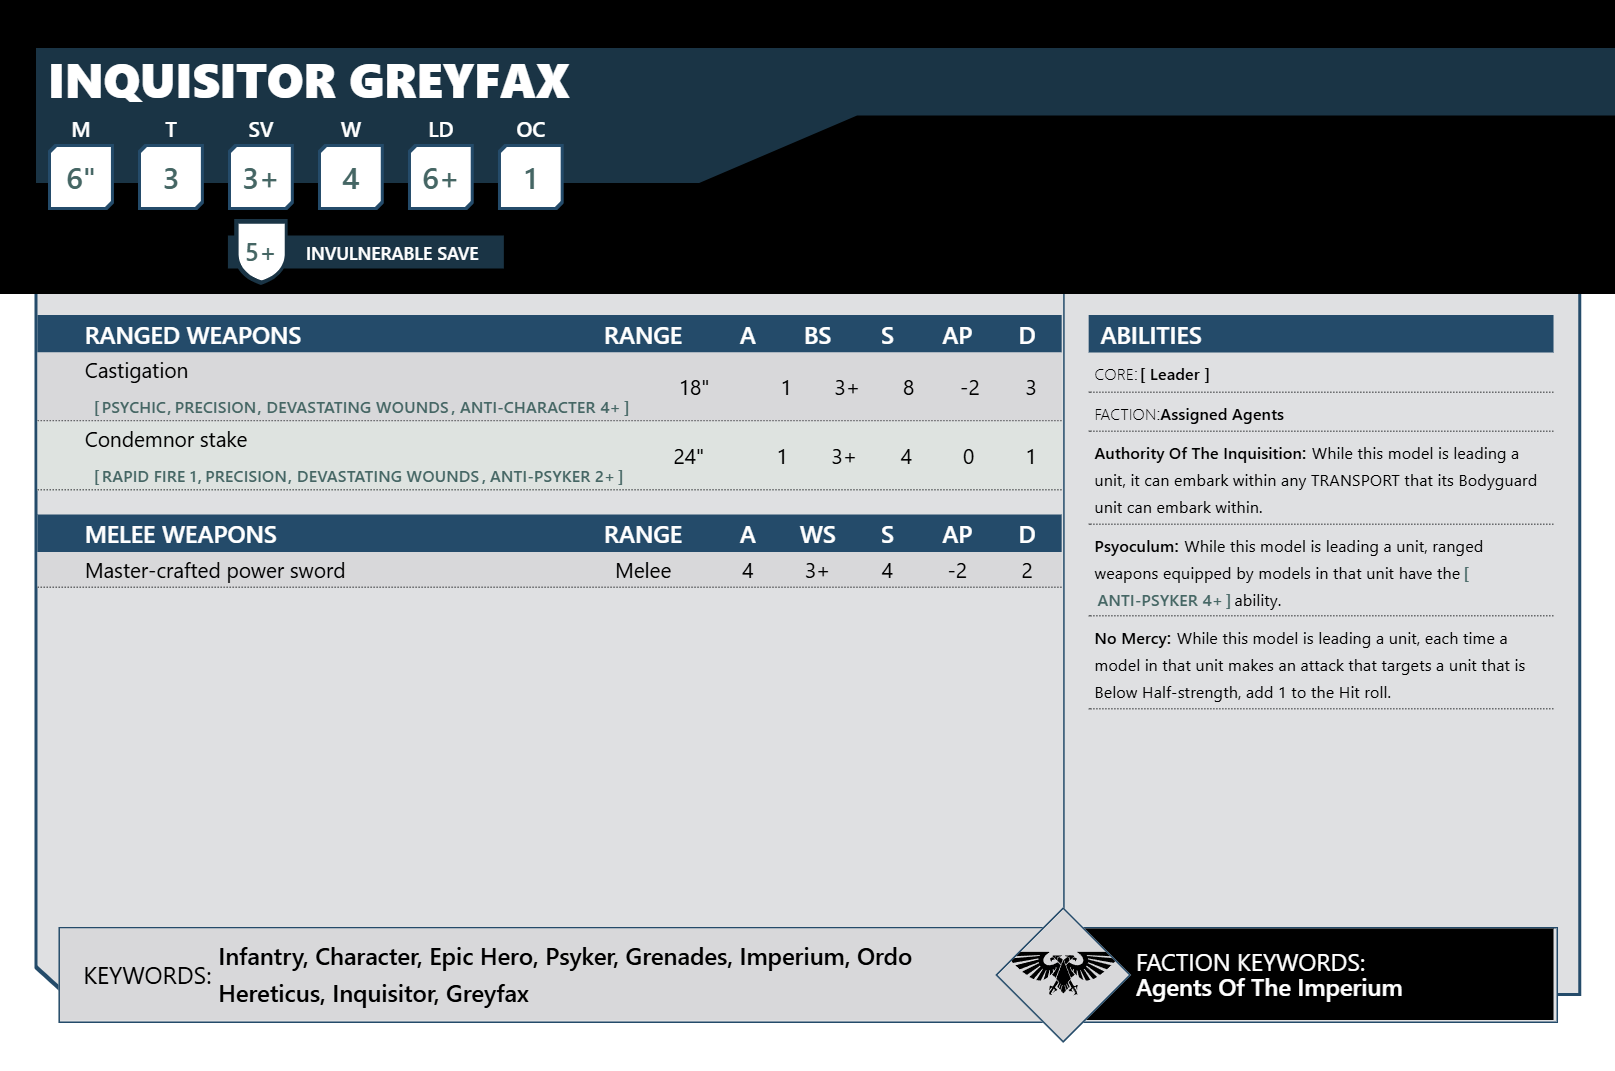 INQUISITOR GREYFAX
M T SV W LD OC
6" 3 3+ 4 6+ 1
5+ INVULNERABLE SAVE
RANGED WEAPONS RANGE A BS S AP D
Castigation
18" 1 3+ 8 -2 3
[ PSYCHIC, PRECISION, DEVASTATING WOUNDS, ANTI-CHARACTER 4+ ]
Condemnor stake
24" 1 3+ 4 0 1
[ RAPID FIRE 1, PRECISION, DEVASTATING WOUNDS, ANTI-PSYKER 2+ ]
MELEE WEAPONS RANGE A WS S AP D
Master-crafted power sword Melee 4 3+ 4 -2 2
ABILITIES
CORE: [ Leader ]
FACTION:Assigned Agents
Authority Of The Inquisition: While this model is leading a
unit, it can embark within any TRANSPORT that its Bodyguard
unit can embark within.
Psyoculum: While this model is leading a unit, ranged
weapons equipped by models in that unit have the [
ANTI-PSYKER 4+ ] ability.
No Mercy: While this model is leading a unit, each time a
model in that unit makes an attack that targets a unit that is
Below Half-strength, add 1 to the Hit roll.
KEYWORDS: Infantry, Character, Epic Hero, Psyker, Grenades, Imperium, Ordo
Hereticus, Inquisitor, Greyfax
FACTION KEYWORDS:
Agents Of The Imperium